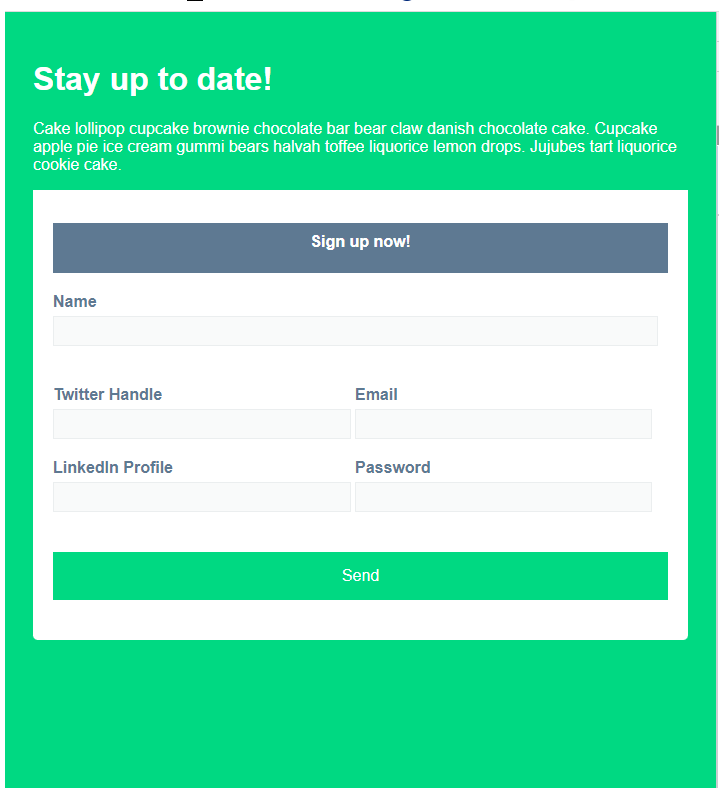 Stay up to date!
Cake lollipop cupcake brownie chocolate bar bear claw danish chocolate cake. Cupcake
apple pie ice cream gummi bears halvah toffee liquorice lemon drops. Jujubes tart liquorice
cookie cake.
Sign up now!
Name
Twitter Handle Email
LinkedIn Profile Password
Send